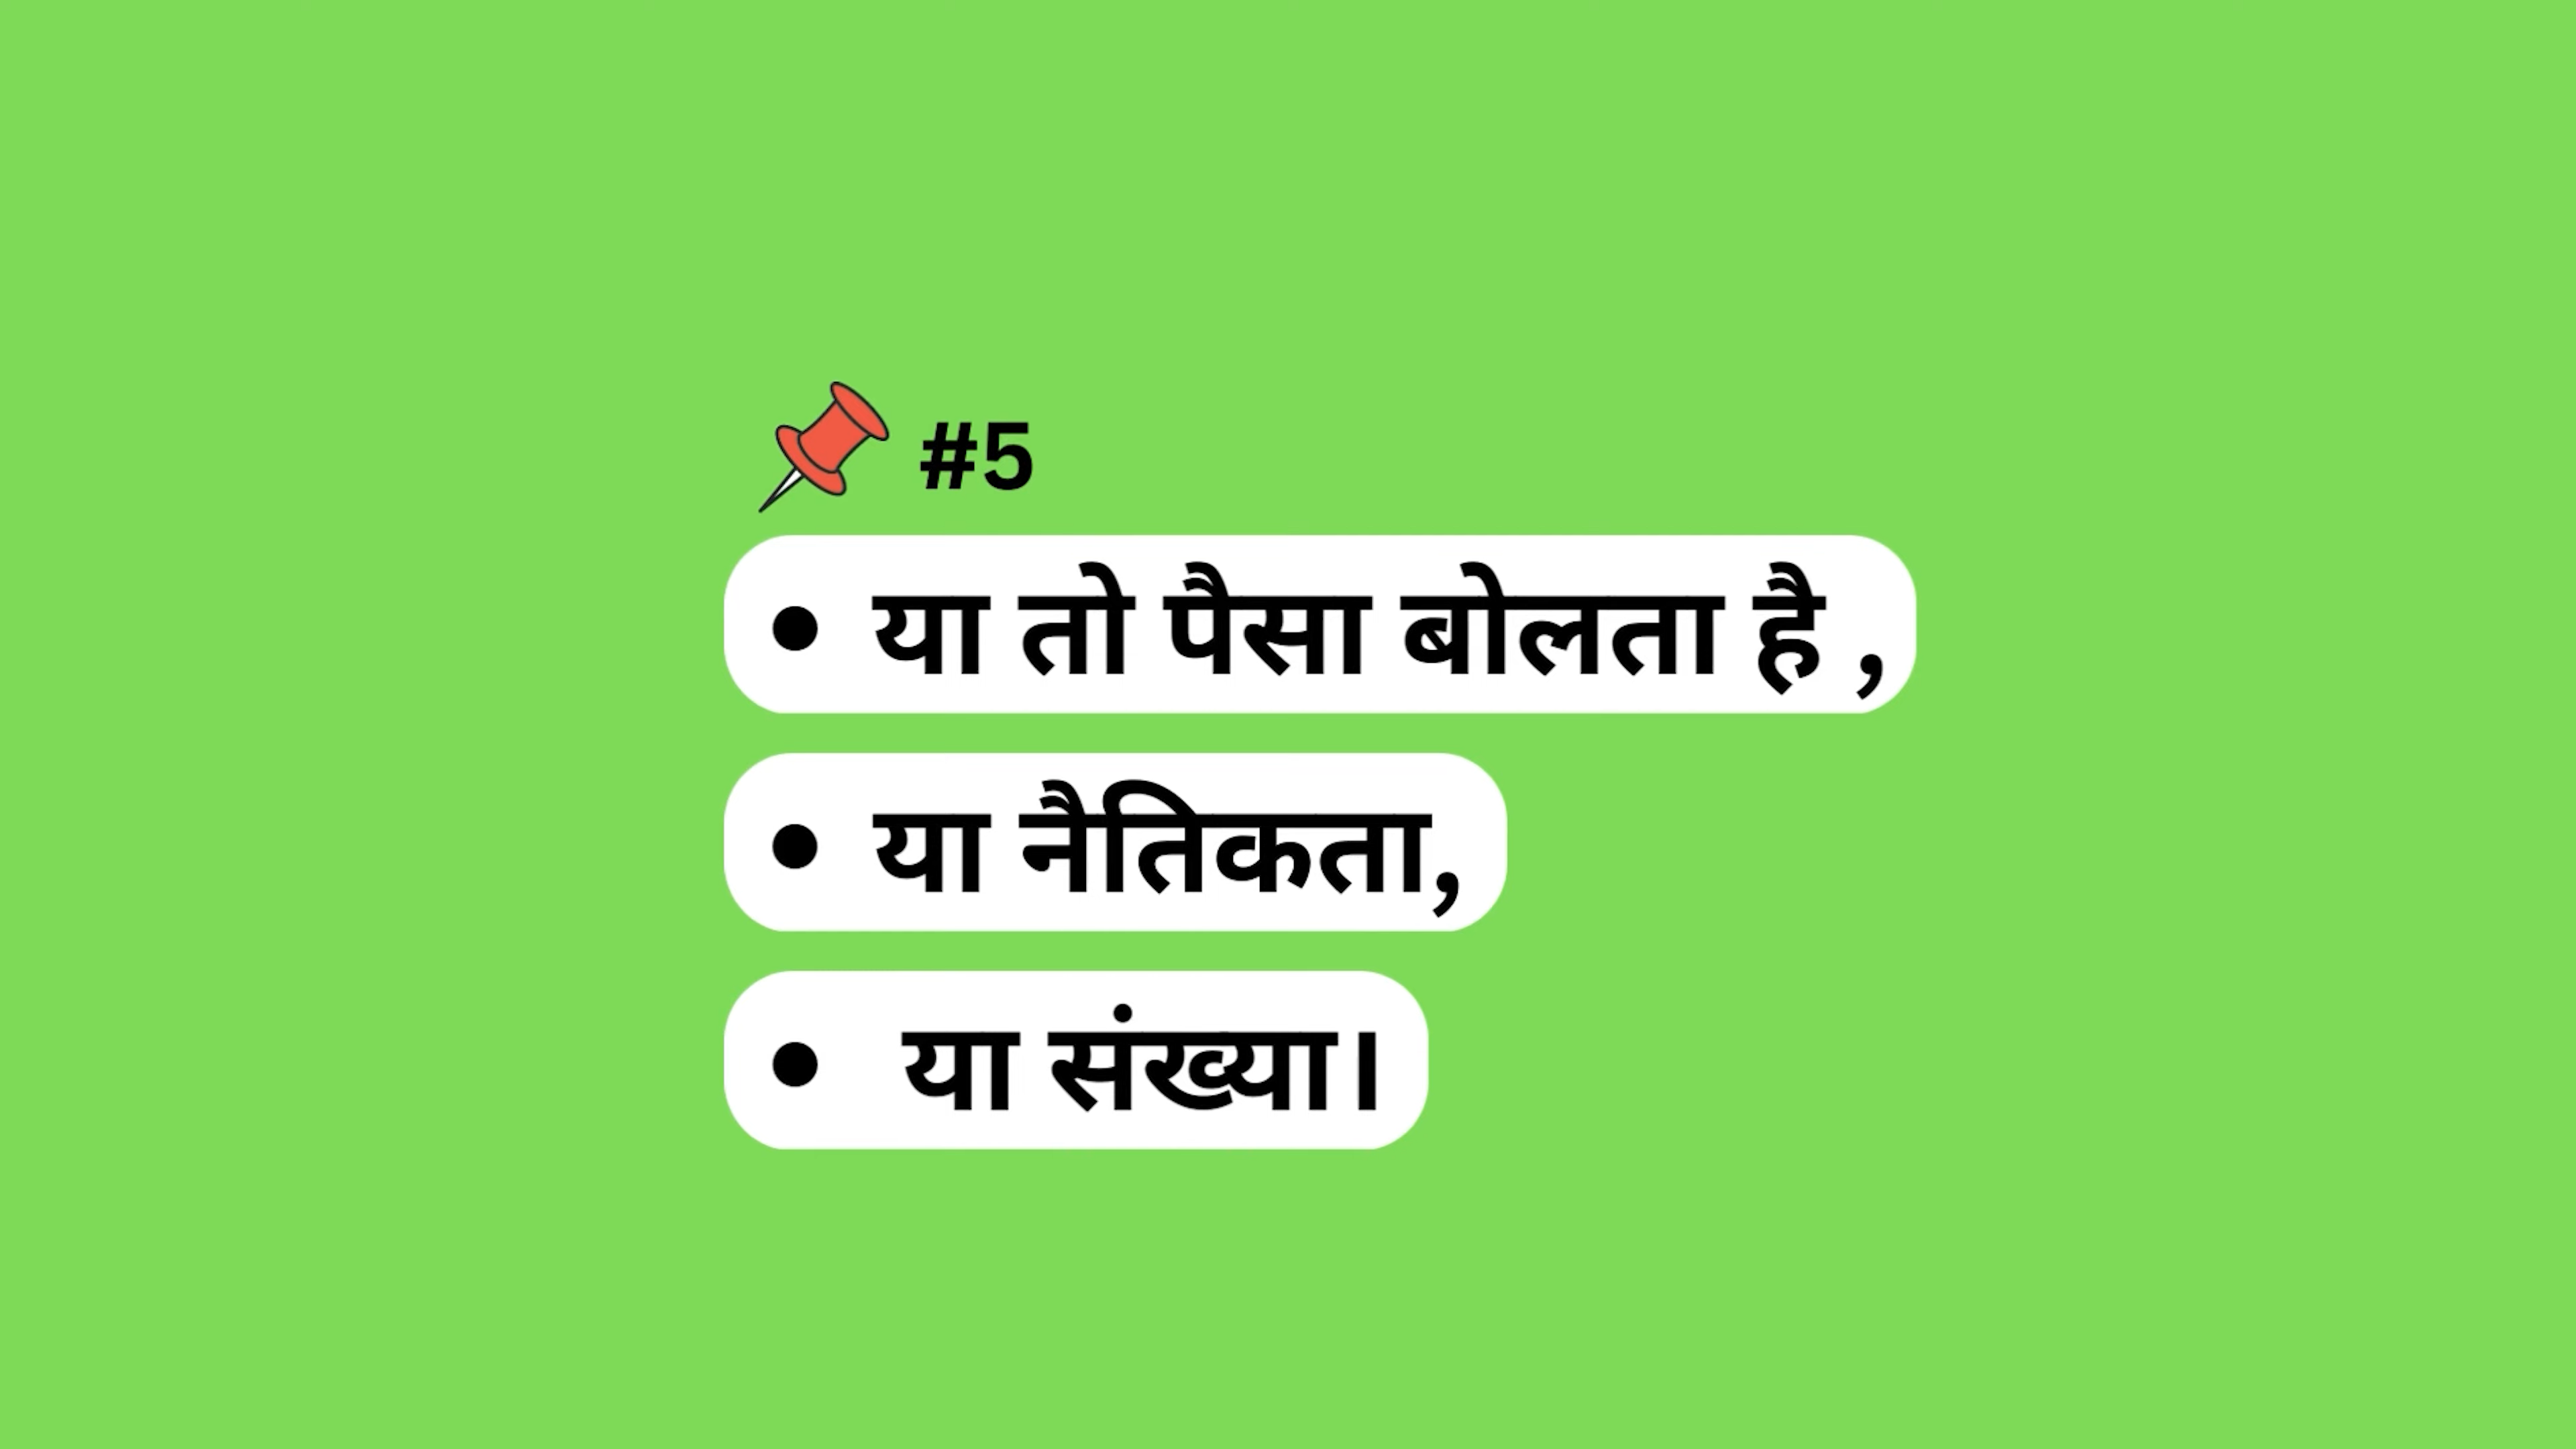 #5
• या तो पैसा बोलता है ,
• या नैतिकता,
• या संख्या।